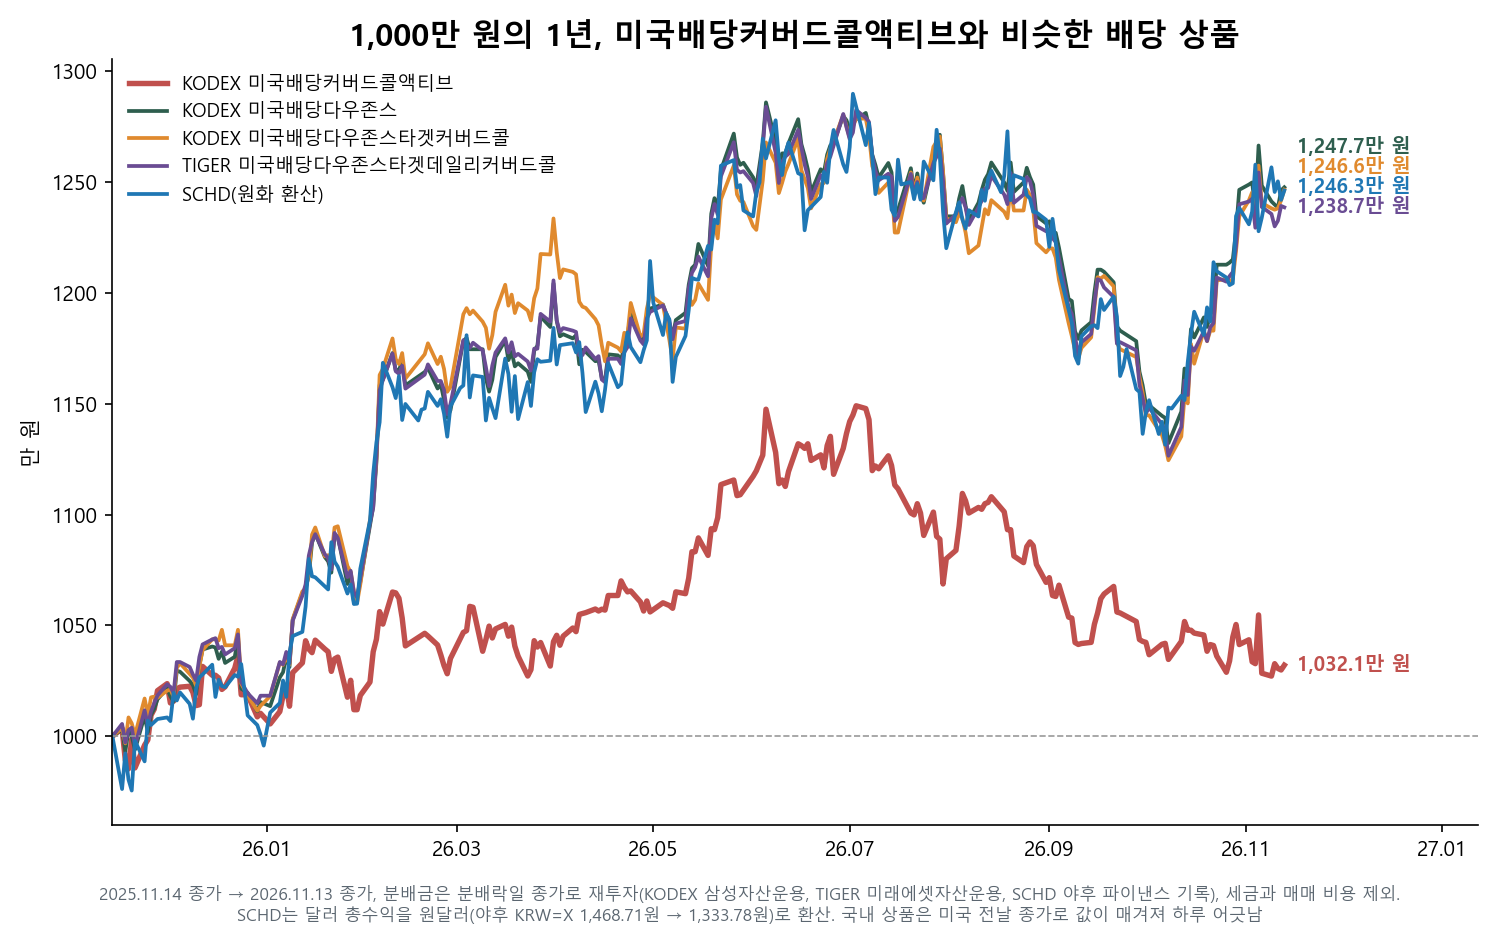 1,000만 원의 1년, 미국배당커버드콜액티브와 비슷한 배당 상품
만 원
1300
1250
1200
1150
1100
1050
1000
KODEX 미국배당커버드콜액티브
KODEX 미국배당다우존스
KODEX 미국배당다우존스타겟커버드콜
TIGER 미국배당다우존스타겟데일리커버드콜
SCHD(원화 환산)
1,247.7만 원
1,246.6만 원
1,246.3만 원
1,238.7만 원
1,032.1만 원
26.01
26.03
26.05
26.07
26.09
26.11
27.01
2025.11.14 종가 → 2026.11.13 종가, 분배금은 분배락일 종가로 재투자(KODEX 삼성자산운용, TIGER 미래에셋자산운용, SCHD 야후 파이낸스 기록), 세금과 매매 비용 제외.
SCHD는 달러 총수익을 원달러(야후 KRW=X 1,468.71원 → 1,333.78원)로 환산. 국내 상품은 미국 전날 종가로 값이 매겨져 하루 어긋남